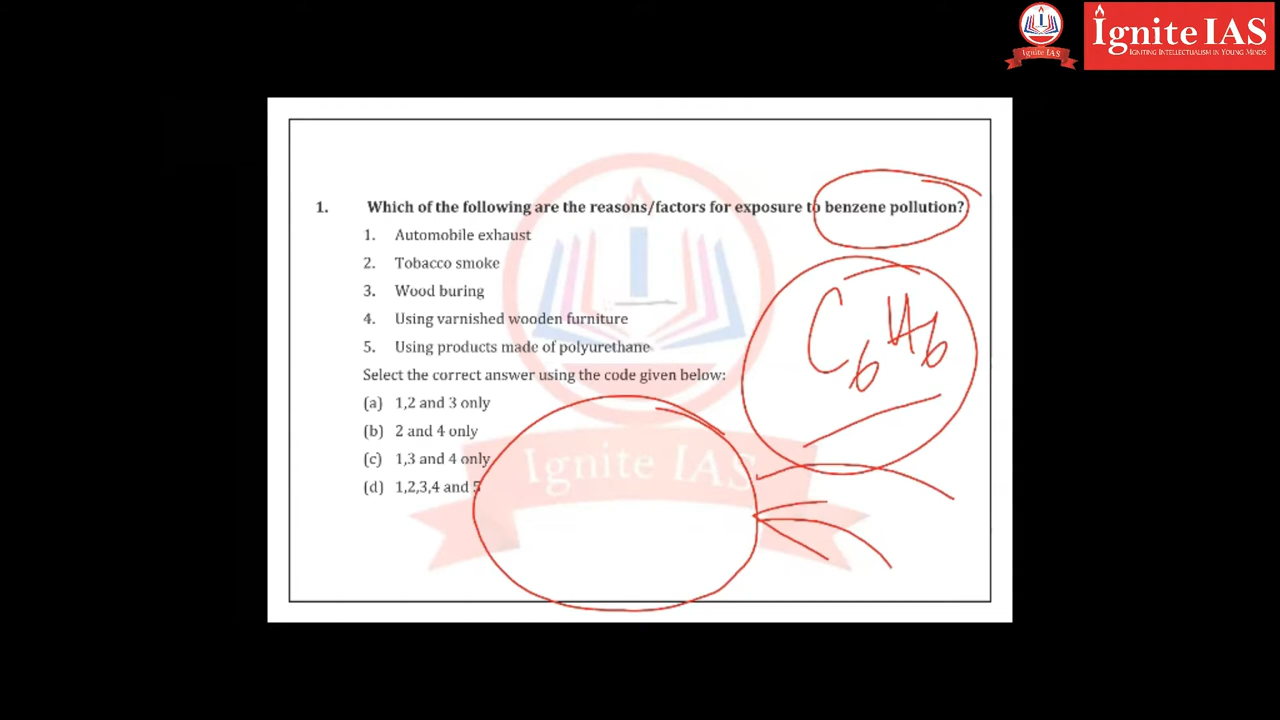 Ignite IAS
Ignite IAS
IGNITING INTELLECTUALISM IN YOUNG MINDS
1. Which of the following are the reasons/factors for exposure to benzene pollution?
1. Automobile exhaust
2. Tobacco smoke
3. Wood buring
4. Using varnished wooden furniture
5. Using products made of polyurethane
Select the correct answer using the code given below:
(a) 1,2 and 3 only
(b) 2 and 4 only
(c) 1,3 and 4 only
(d) 1,2,3,4 and 5
C6H6
Ignite IAS